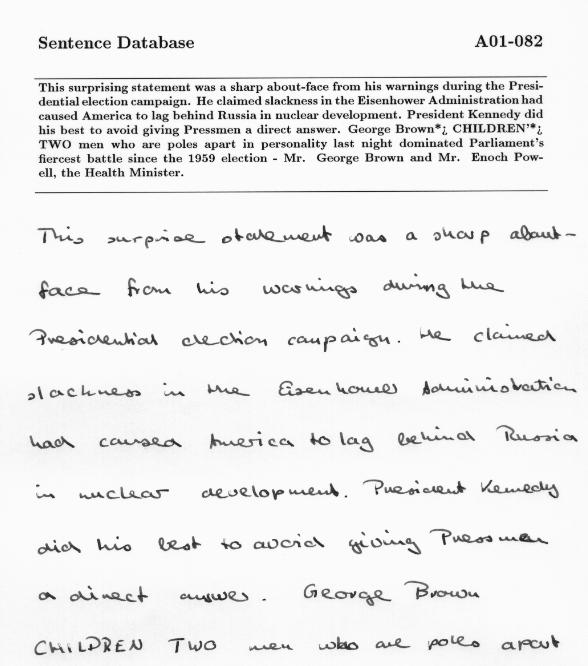 Sentence Database A01-082
This surprising statement was a sharp about-face from his warnings during the Presi-
dential election campaign. He claimed slackness in the Eisenhower Administration had
caused America to lag behind Russia in nuclear development. President Kennedy did
his best to avoid giving Pressmen a direct answer. George Brown*¿ CHILDREN'*¿
TWO men who are poles apart in personality last night dominated Parliament's
fiercest battle since the 1959 election - Mr. George Brown and Mr. Enoch Pow-
ell, the Health Minister.
This surprise statement was a sharp about-
face from his warnings during the
Presidential election campaign. He claimed
slackness in the Eisenhower Administration
had caused America to lag behind Russia
in nuclear development. President Kennedy
did his best to avoid giving Pressmen
a direct answer. George Brown
CHILDREN TWO men who are poles apart